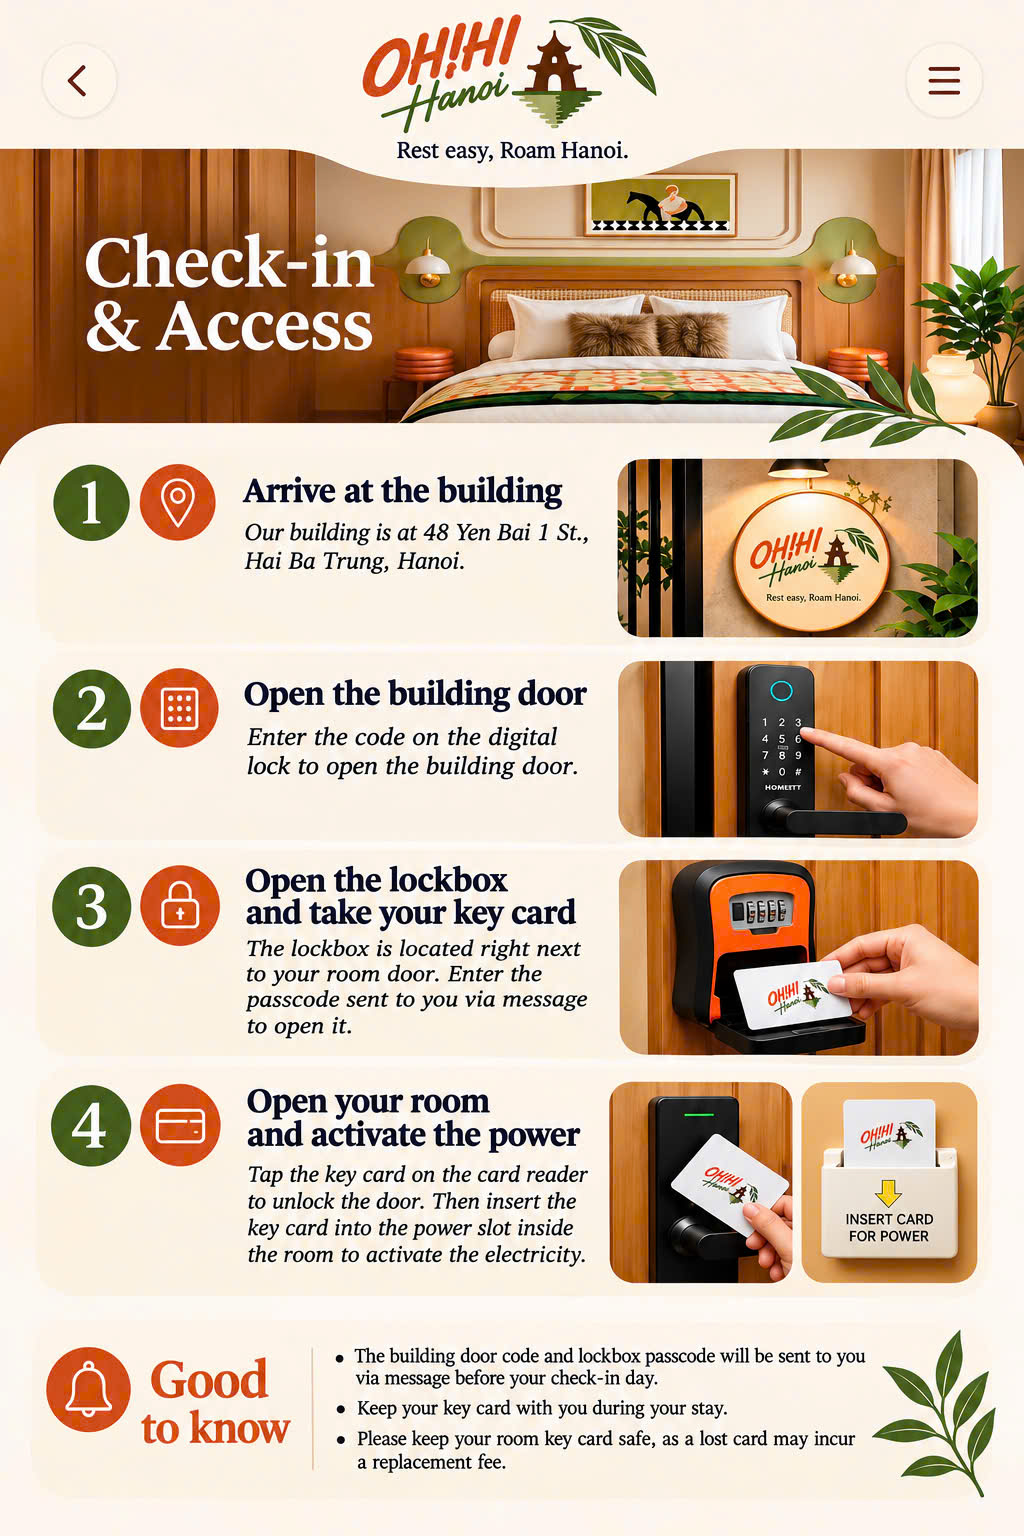 OH!HI
Hanoi
Rest easy, Roam Hanoi.
Check-in
& Access
1
Arrive at the building
Our building is at 48 Yen Bai 1 St.,
Hai Ba Trung, Hanoi.
OH!HI
Hanoi
Rest easy, Roam Hanoi.
2
Open the building door
Enter the code on the digital
lock to open the building door.
1 2 3
4 5 6
7 8 9
* 0 #
3
Open the lockbox
and take your key card
The lockbox is located right next
to your room door. Enter the
passcode sent to you via message
to open it.
OH!HI
Hanoi
4
Open your room
and activate the power
Tap the key card on the card reader
to unlock the door. Then insert the
key card into the power slot inside
the room to activate the electricity.
OH!HI
Hanoi
OH!HI
Hanoi
INSERT CARD
FOR POWER
Good
to know
• The building door code and lockbox passcode will be sent to you
via message before your check-in day.
• Keep your key card with you during your stay.
• Please keep your room key card safe, as a lost card may incur
a replacement fee.